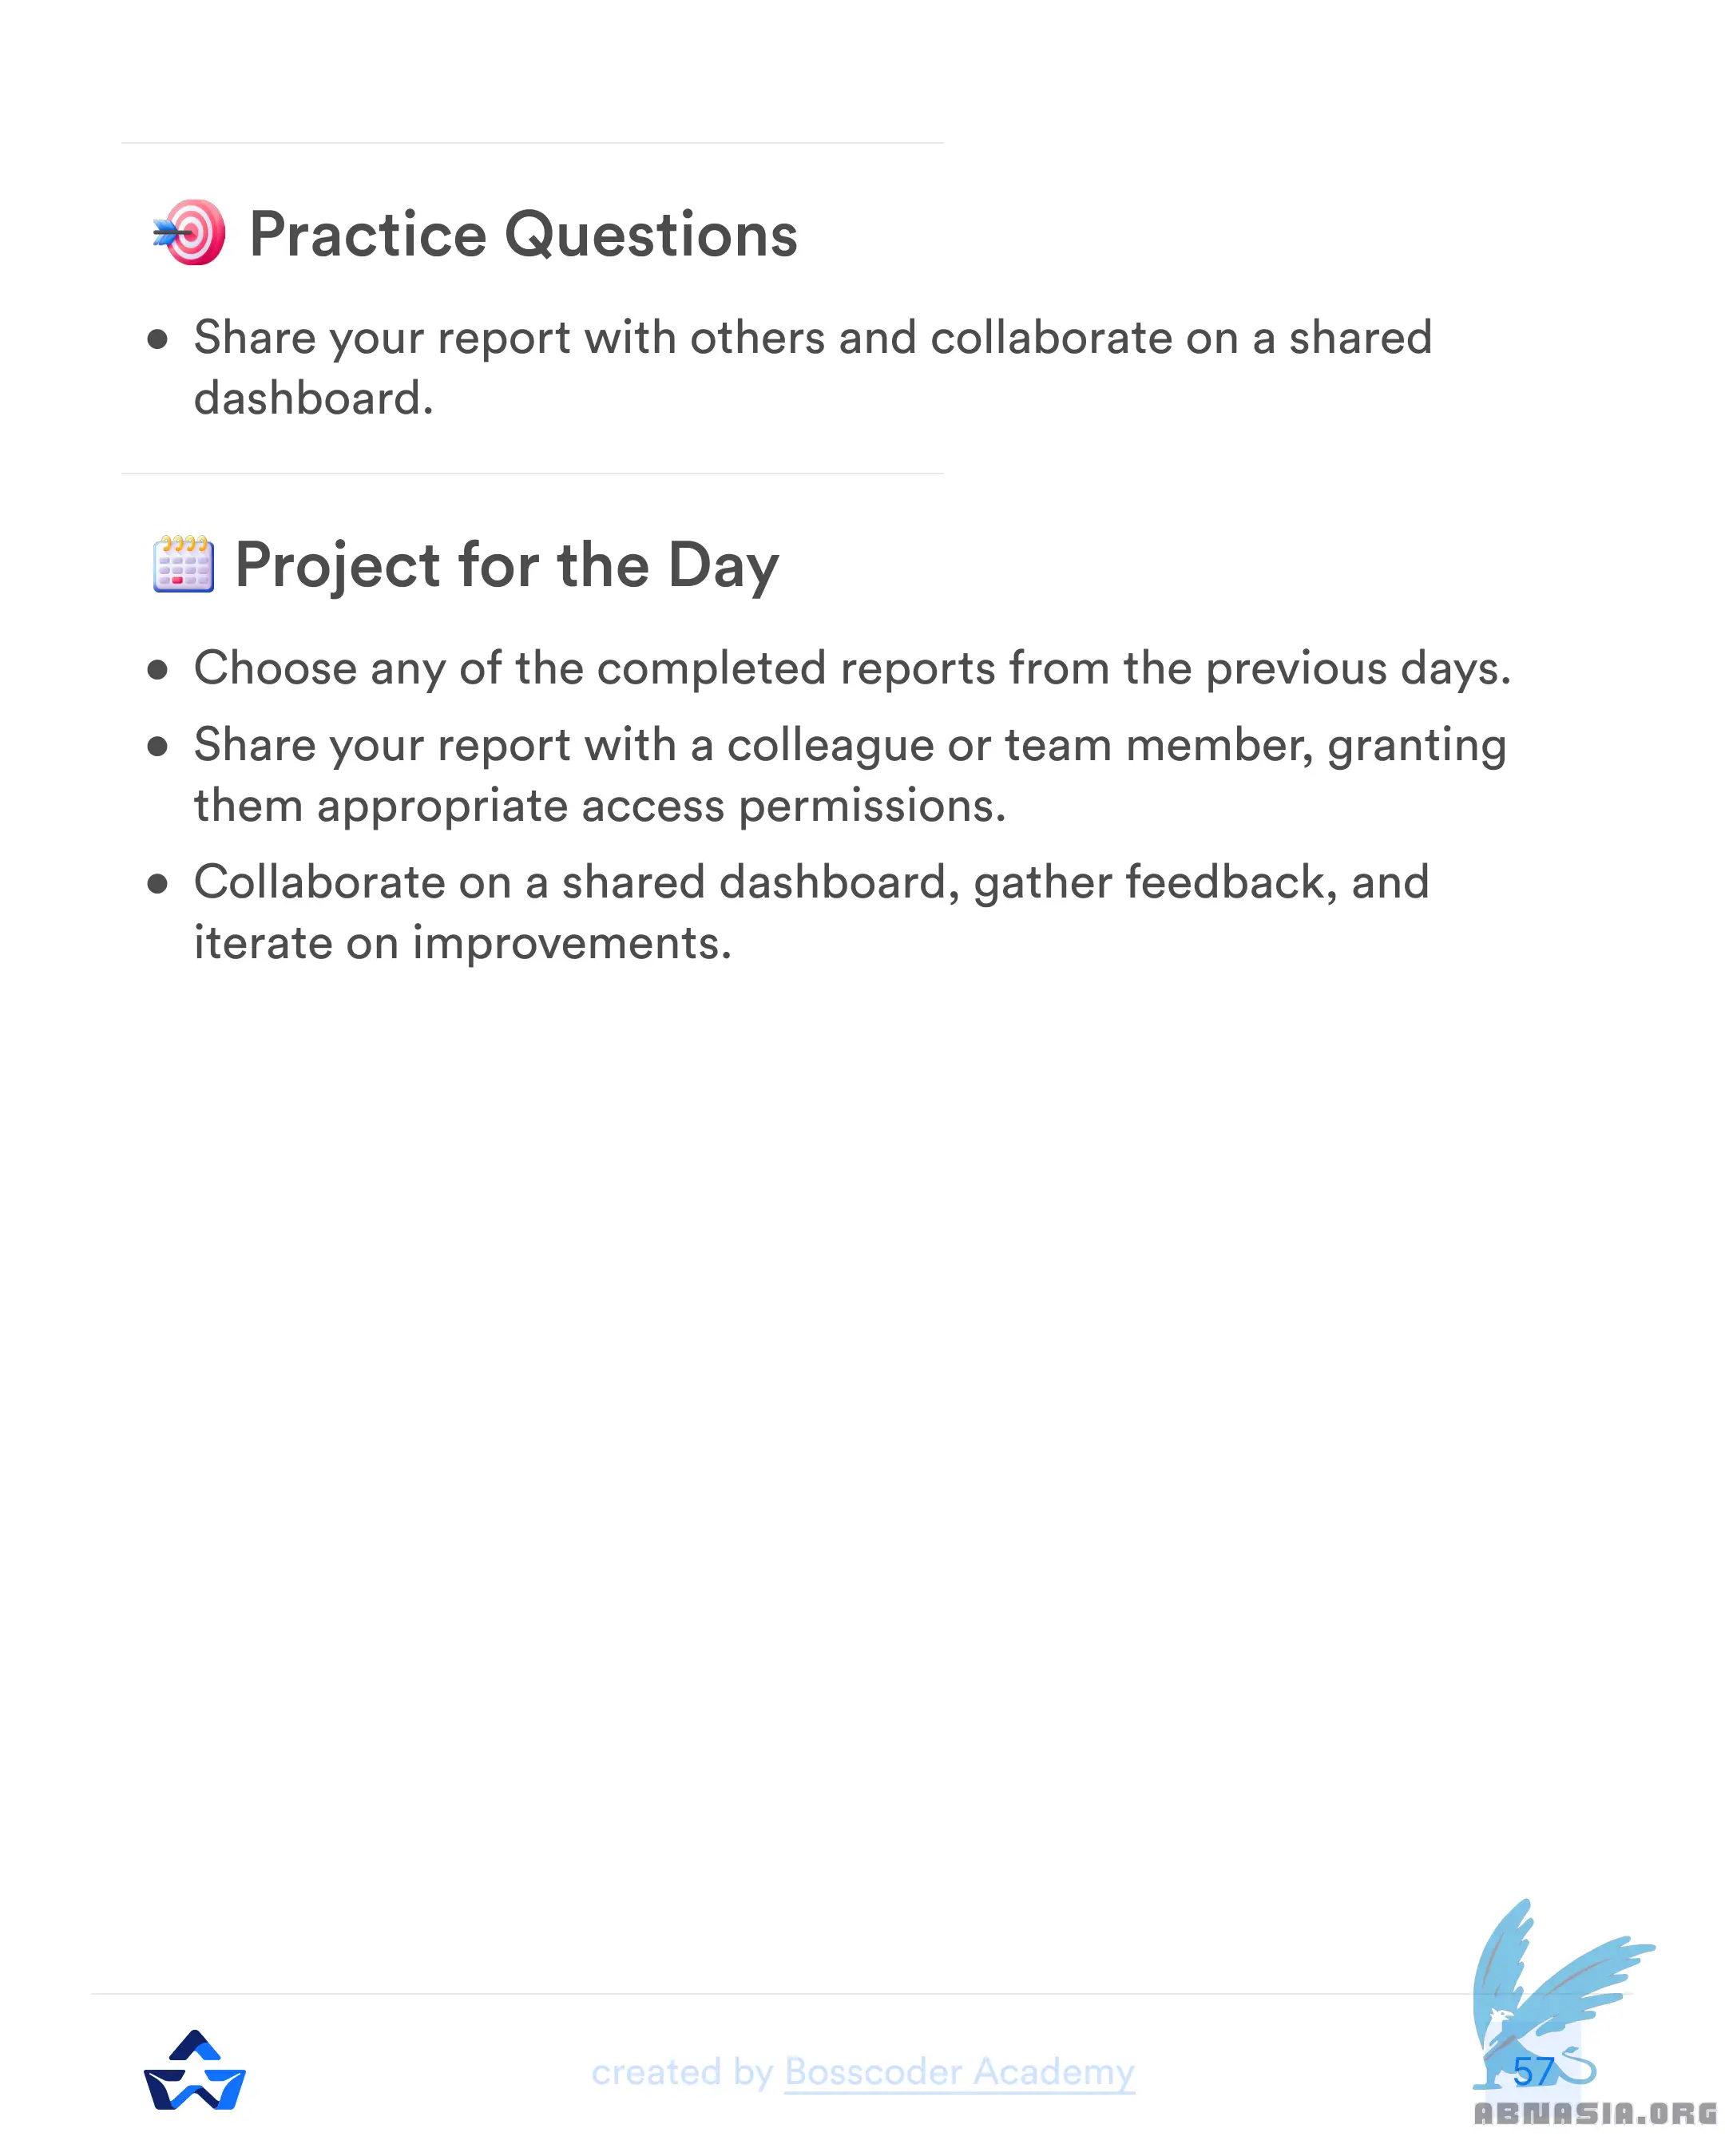 Practice Questions
● Share your report with others and collaborate on a shared
dashboard.
Project for the Day
● Choose any of the completed reports from the previous days.
● Share your report with a colleague or team member, granting
them appropriate access permissions.
● Collaborate on a shared dashboard, gather feedback, and
iterate on improvements.
created by Bosscoder Academy
57
ABNASIA.ORG